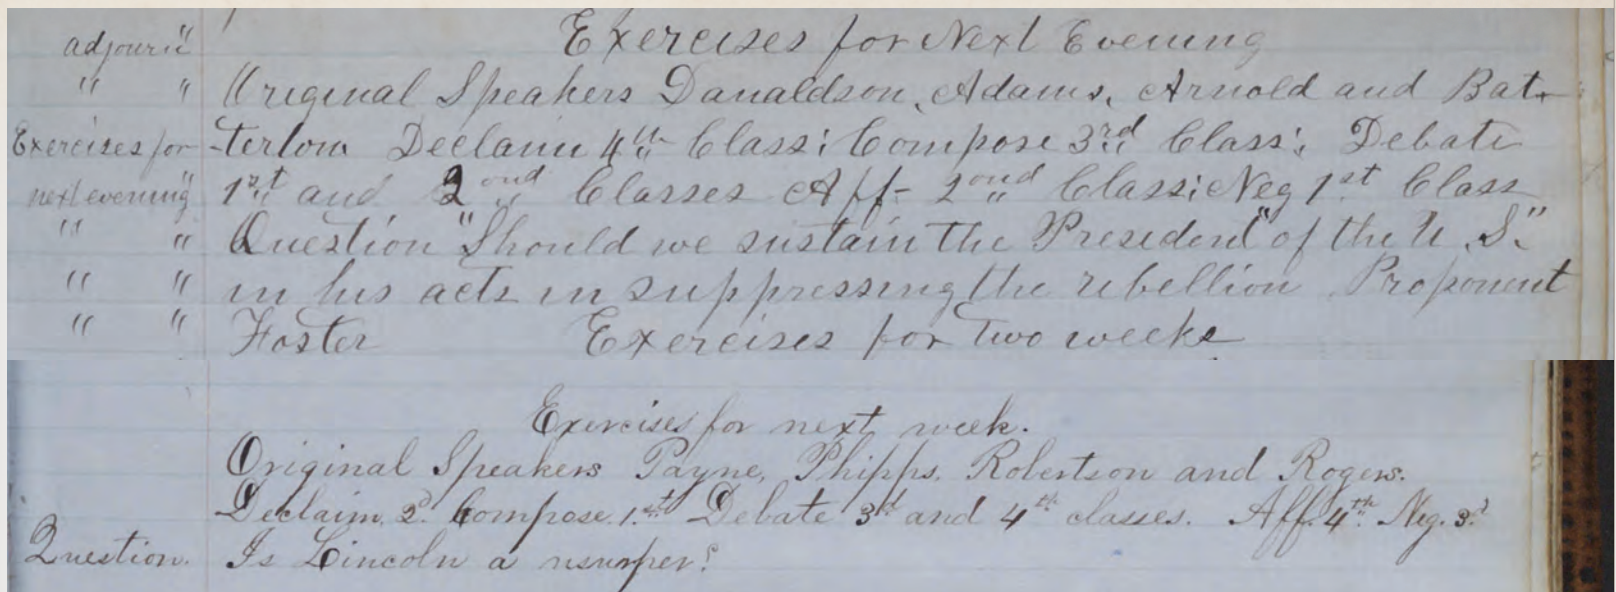 adjour'd Exercises for Next Evening
" " Original Speakers Danaldson, Adams, Arnold and Bat-
Exercises for -terlow Declaim 4th Class; Compose 3rd Class; Debate
next evening 1st and 2ond Classes Aff- 2ond Class; Neg 1st Class
" " Question "Should we sustain the President" of the U.S."
" " in his acts in suppressing the rebellion. Proponent
" " Foster Exercises for two weeks
Exercises for next week.
Original Speakers Payne, Phipps, Robertson and Rogers.
Declaim. 2d. Compose. 1st. Debate 3d and 4th classes. Aff. 4th. Neg. 3d
Question. Is Lincoln a usurper?